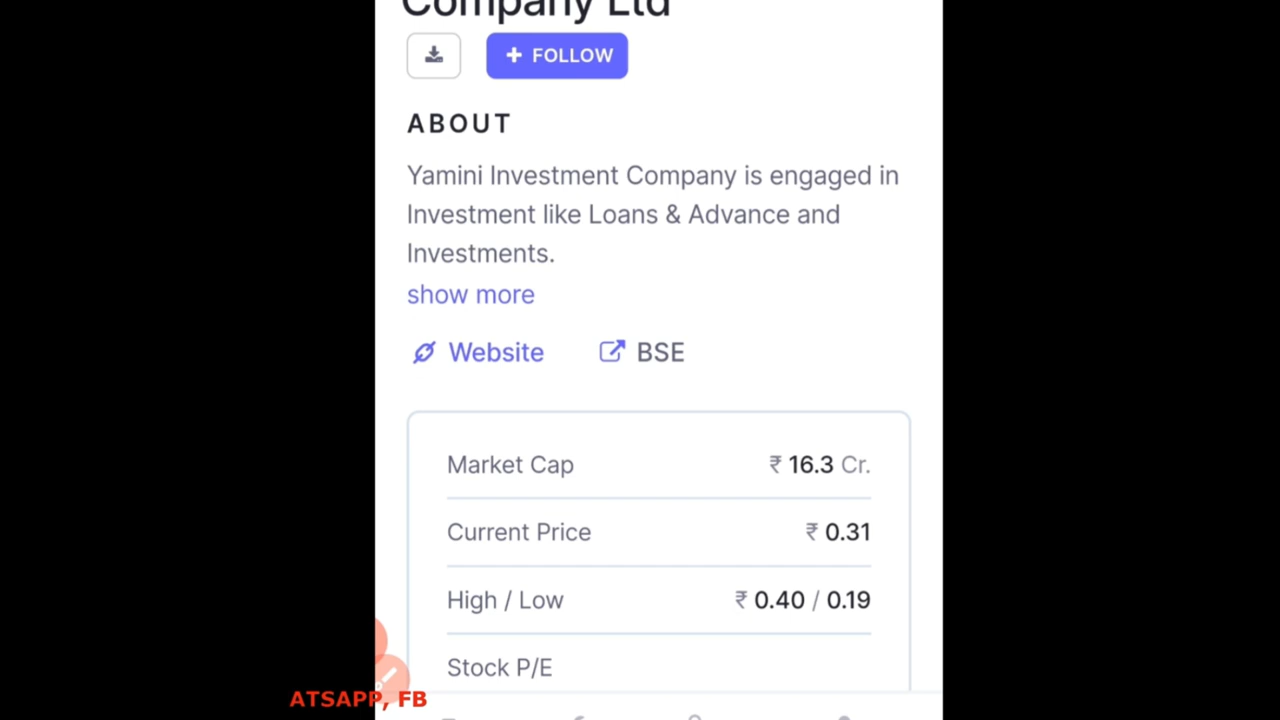 Company Ltd
+ FOLLOW
ABOUT
Yamini Investment Company is engaged in
Investment like Loans & Advance and
Investments.
show more
Website BSE
Market Cap ₹ 16.3 Cr.
Current Price ₹ 0.31
High / Low ₹ 0.40 / 0.19
Stock P/E
ATSAPP, FB